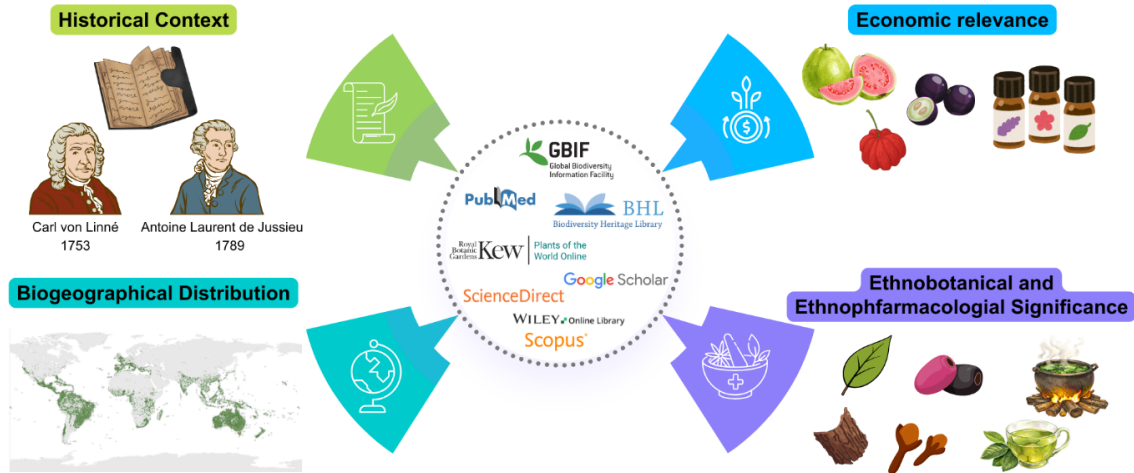 Historical Context
Carl von Linné
1753
Antoine Laurent de Jussieu
1789
Economic relevance
GBIF
Global Biodiversity
Information Facility
PubMed
BHL
Biodiversity Heritage Library
Royal
Botanic
Gardens
Kew
Plants of
the World Online
Google Scholar
ScienceDirect
WILEY Online Library
Scopus®
Biogeographical Distribution
Ethnobotanical and
Ethnophfarmacologial Significance
$